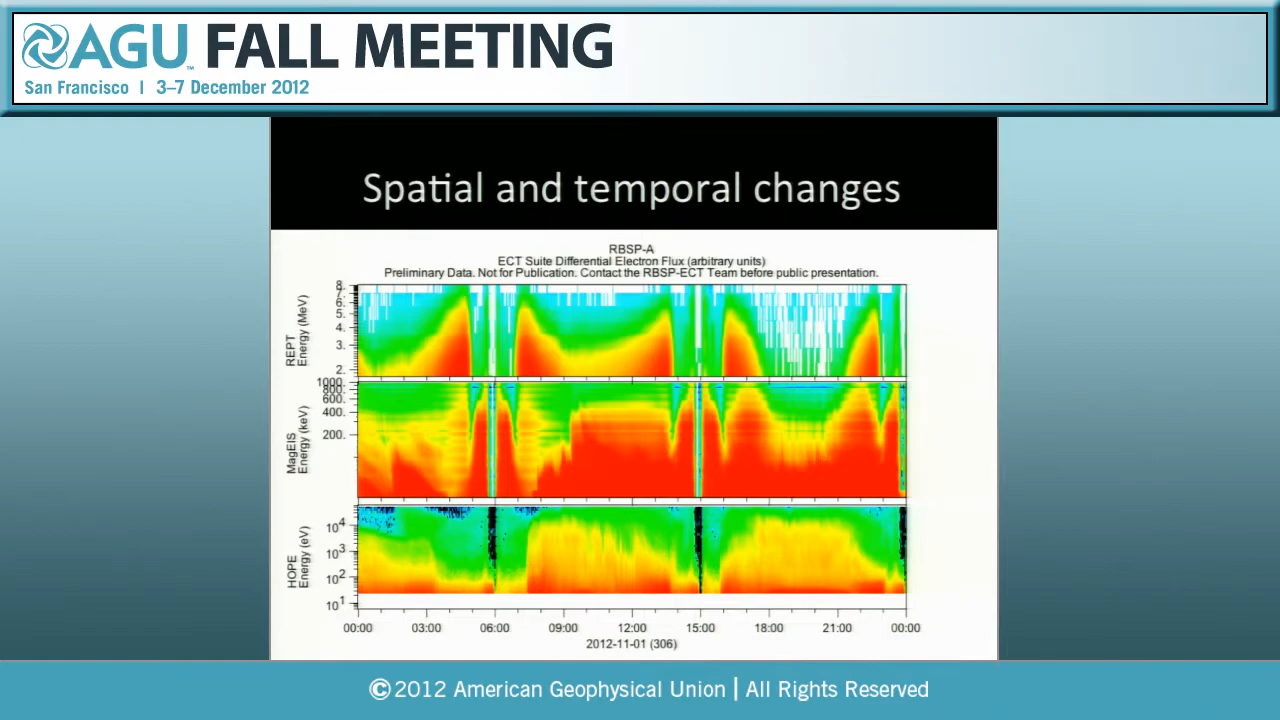 AGU FALL MEETING
™
San Francisco | 3–7 December 2012
Spatial and temporal changes
RBSP-A
ECT Suite Differential Electron Flux (arbitrary units)
Preliminary Data. Not for Publication. Contact the RBSP-ECT Team before public presentation.
REPT
Energy (MeV)
8.
7.
6.
5.
4.
3.
2.
MagEIS
Energy (keV)
1000.
800.
600.
400.
200.
HOPE
Energy (eV)
10⁴
10³
10²
10¹
00:00 03:00 06:00 09:00 12:00 15:00 18:00 21:00 00:00
2012-11-01 (306)
©2012 American Geophysical Union | All Rights Reserved